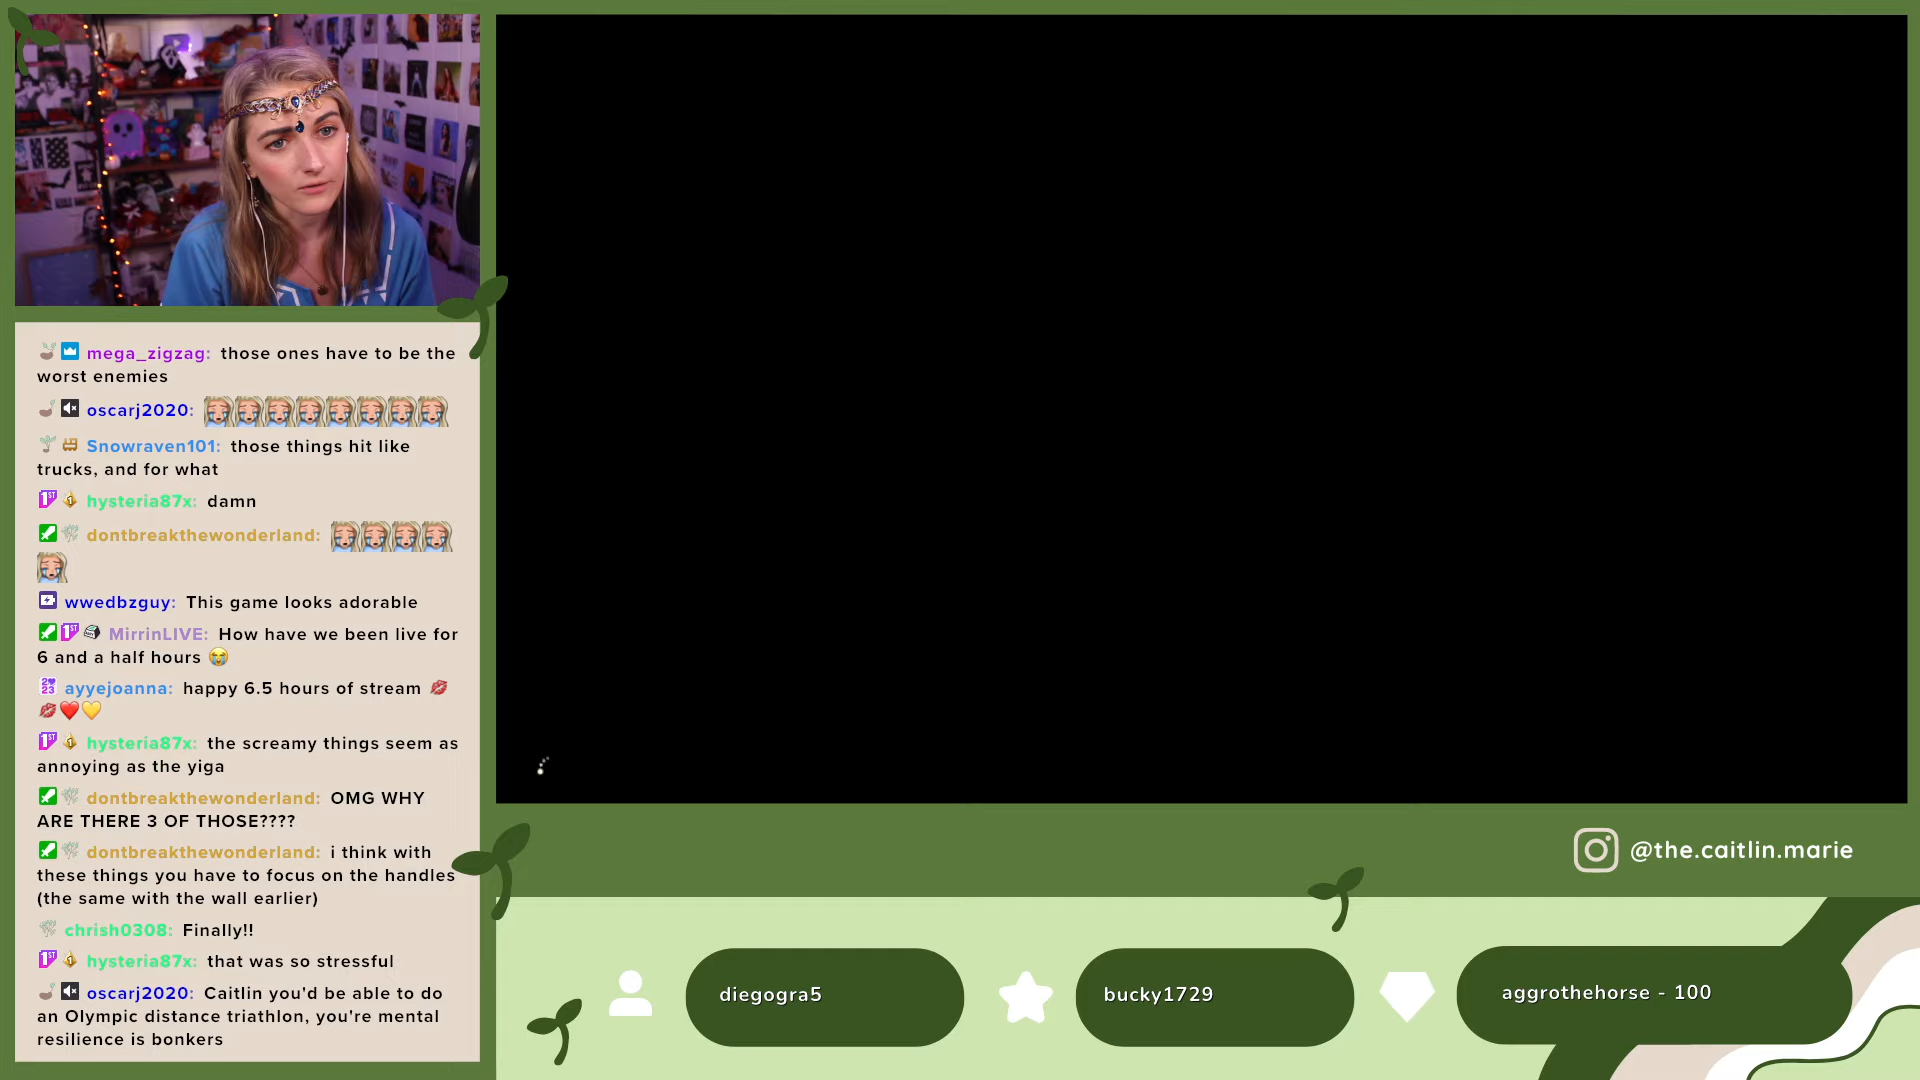 mega_zigzag: those ones have to be the
worst enemies
oscarj2020:
Snowraven101: those things hit like
trucks, and for what
hysteria87x: damn
dontbreakthewonderland:
wwedbzguy: This game looks adorable
MirrinLIVE: How have we been live for
6 and a half hours 😭
ayyejoanna: happy 6.5 hours of stream 💋
💋❤️💛
hysteria87x: the screamy things seem as
annoying as the yiga
dontbreakthewonderland: OMG WHY
ARE THERE 3 OF THOSE????
dontbreakthewonderland: i think with
these things you have to focus on the handles
(the same with the wall earlier)
chrish0308: Finally!!
hysteria87x: that was so stressful
oscarj2020: Caitlin you'd be able to do
an Olympic distance triathlon, you're mental
resilience is bonkers
@the.caitlin.marie
diegogra5
bucky1729
aggrothehorse - 100